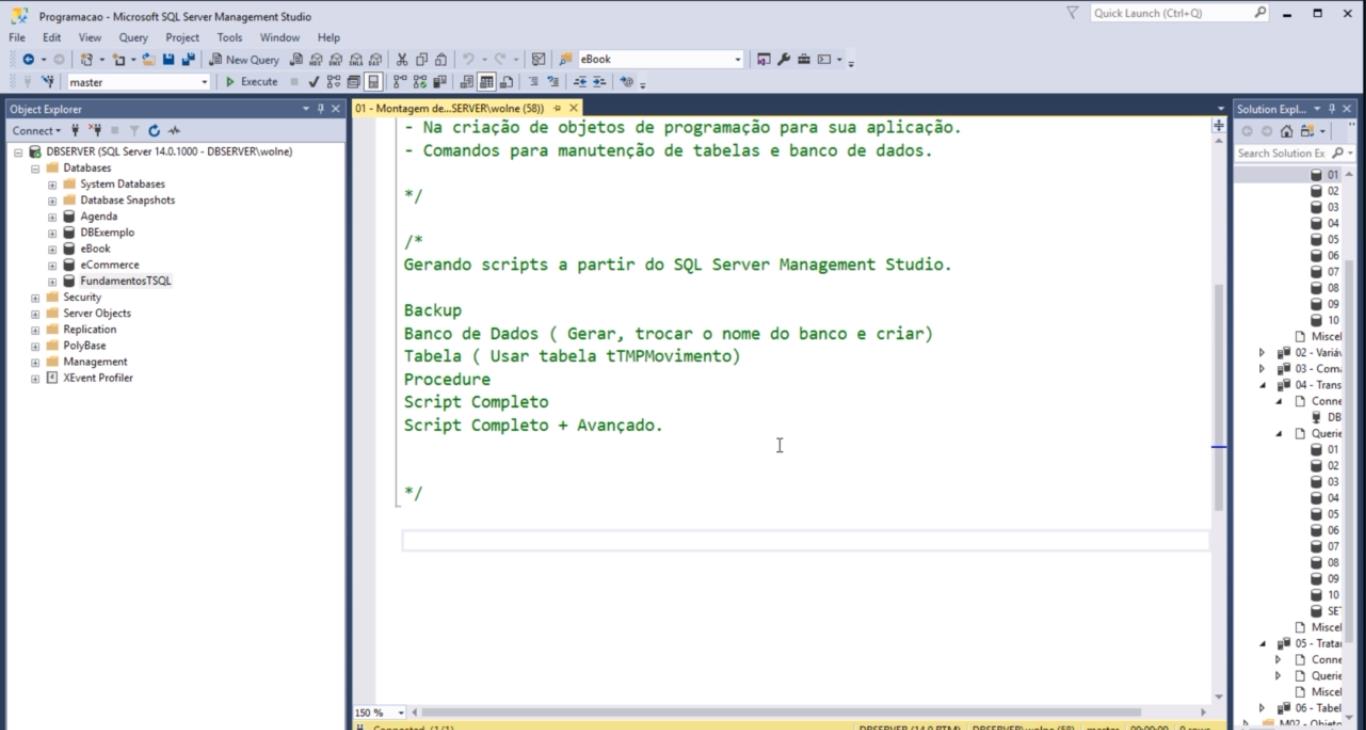 Programacao - Microsoft SQL Server Management Studio
Quick Launch (Ctrl+Q)
File Edit View Query Project Tools Window Help
New Query
eBook
master
Execute
Object Explorer
Connect
DBSERVER (SQL Server 14.0.1000 - DBSERVER\wolne)
Databases
System Databases
Database Snapshots
Agenda
DBExemplo
eBook
eCommerce
FundamentosTSQL
Security
Server Objects
Replication
PolyBase
Management
XEvent Profiler
01 - Montagem de...SERVER\wolne (58))
- Na criação de objetos de programação para sua aplicação.
- Comandos para manutenção de tabelas e banco de dados.
*/
/*
Gerando scripts a partir do SQL Server Management Studio.
Backup
Banco de Dados ( Gerar, trocar o nome do banco e criar)
Tabela ( Usar tabela tTMPMovimento)
Procedure
Script Completo
Script Completo + Avançado.
*/
150 %
Connected. (1/1)
DBSERVER (14.0 RTM) DBSERVER\wolne (58) master 00:00:00 0 rows
Solution Expl...
Search Solution Ex
01
02
03
04
05
06
07
08
09
10
Miscel
02 - Variáv
03 - Com
04 - Trans
Conne
DB
Querie
01
02
03
04
05
06
07
08
09
10
SE
Miscel
05 - Trata
Conne
Querie
Miscel
06 - Tabel
M02 - Objeto